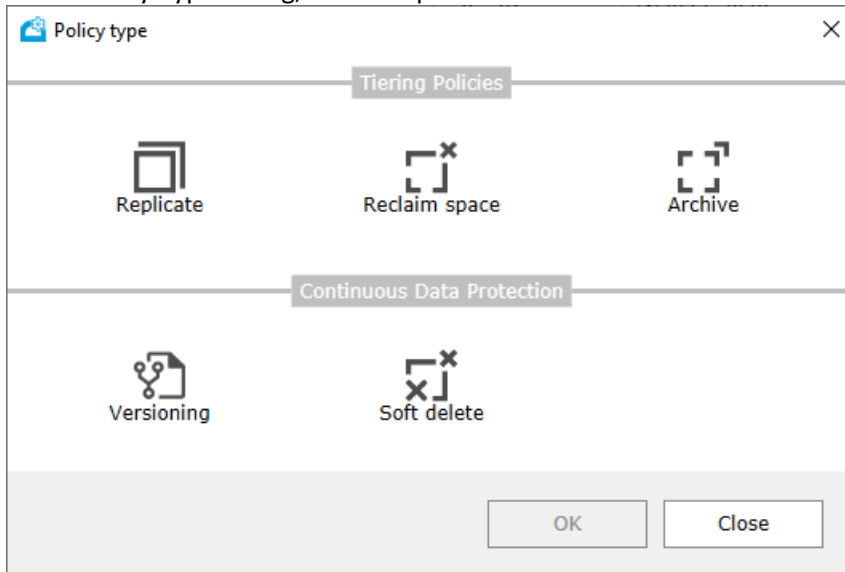 Policy type
Tiering Policies
Replicate
Reclaim space
Archive
Continuous Data Protection
Versioning
Soft delete
OK
Close